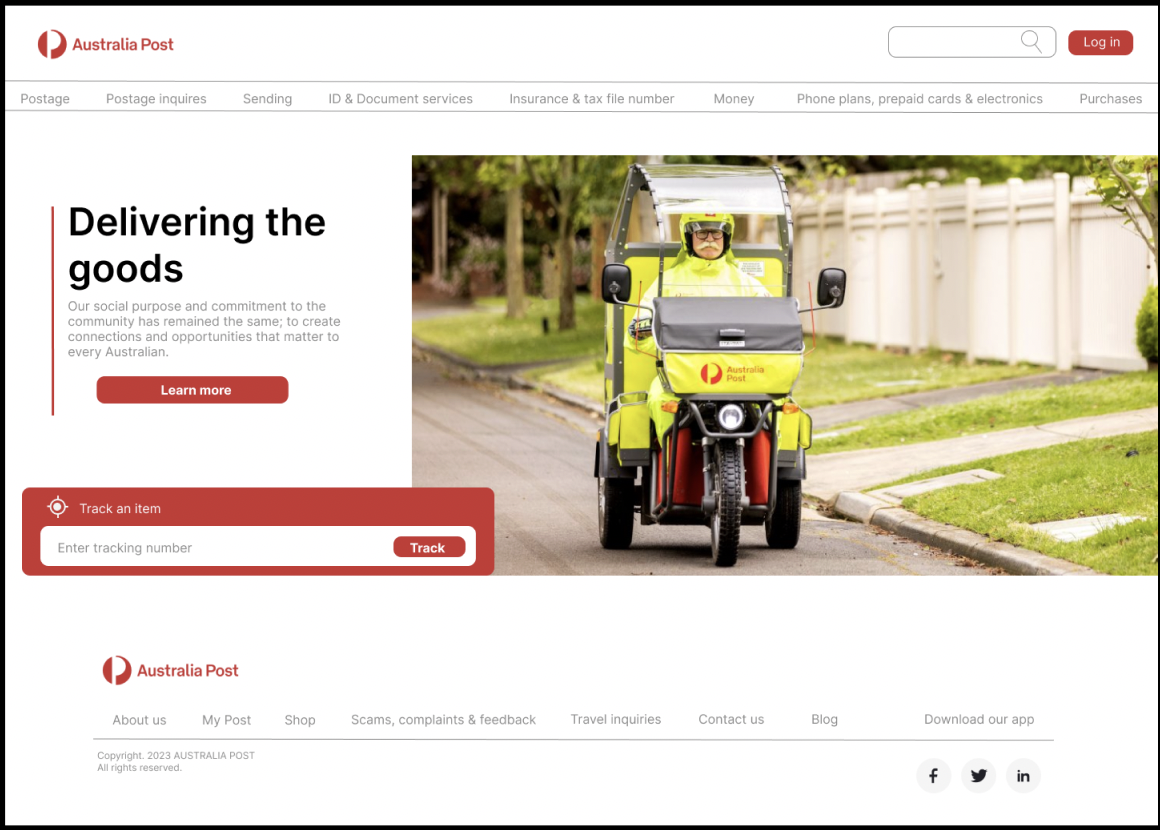 Australia Post
Log in
Postage
Postage inquires
Sending
ID & Document services
Insurance & tax file number
Money
Phone plans, prepaid cards & electronics
Purchases
Delivering the
goods
Our social purpose and commitment to the
community has remained the same; to create
connections and opportunities that matter to
every Australian.
Learn more
Australia
Post
Track an item
Enter tracking number
Track
Australia Post
About us
My Post
Shop
Scams, complaints & feedback
Travel inquiries
Contact us
Blog
Download our app
Copyright. 2023 AUSTRALIA POST
All rights reserved.
f
in